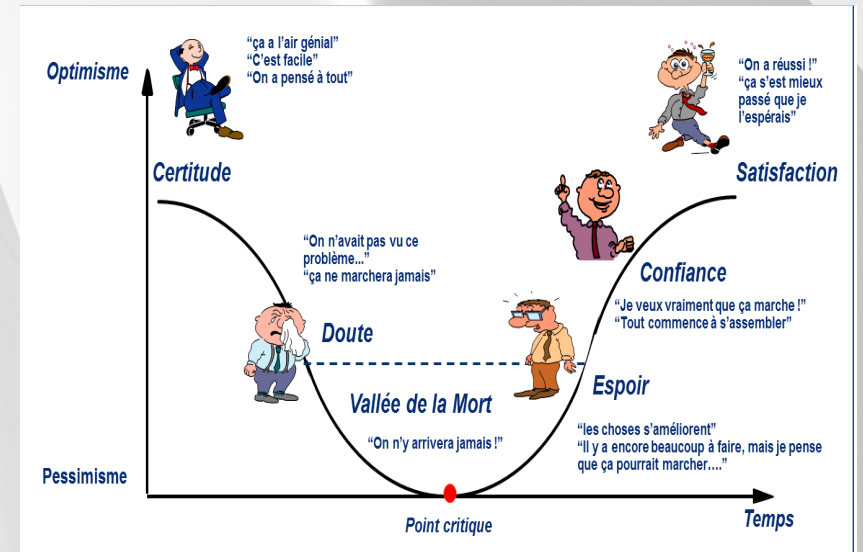 Optimisme
“ça a l’air génial”
“C’est facile”
“On a pensé à tout”
“On a réussi !”
“ça s’est mieux
passé que je
l’espérais”
Certitude
Satisfaction
“On n’avait pas vu ce
problème...”
“ça ne marchera jamais”
Confiance
“Je veux vraiment que ça marche !”
“Tout commence à s’assembler”
Doute
Espoir
Vallée de la Mort
“On n’y arrivera jamais !”
“les choses s’améliorent”
“Il y a encore beaucoup à faire, mais je pense
que ça pourrait marcher....”
Pessimisme
Point critique
Temps